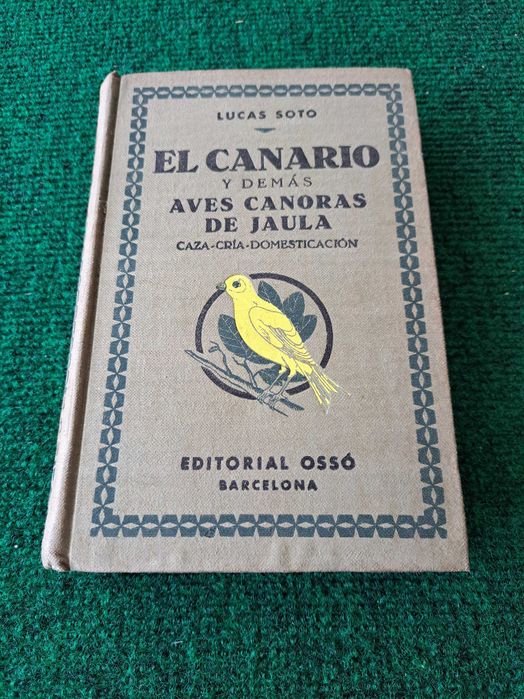 LUCAS SOTO
EL CANARIO
Y DEMÁS
AVES CANORAS
DE JAULA
CAZA-CRÍA-DOMESTICACIÓN
EDITORIAL OSSÓ
BARCELONA